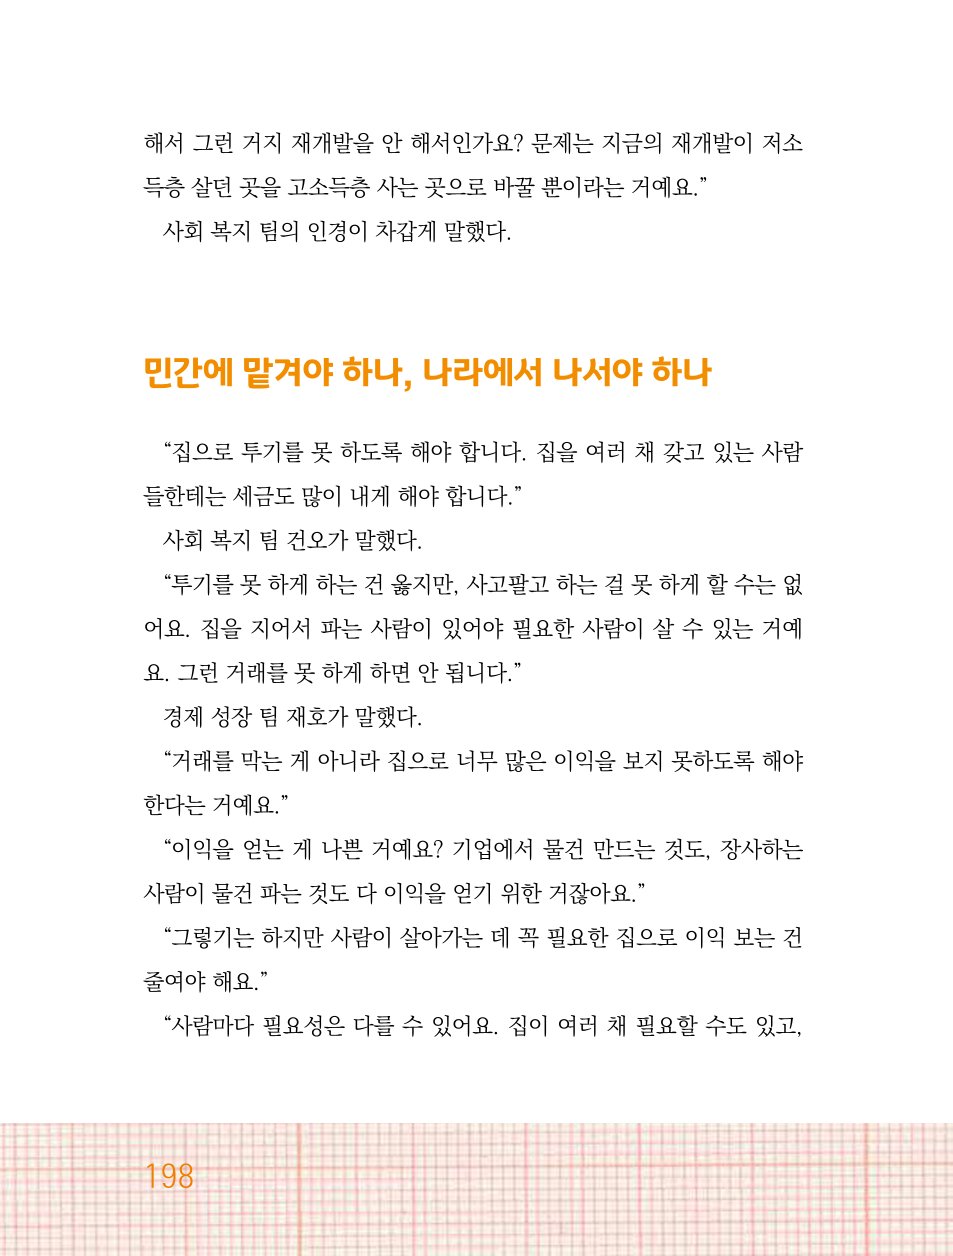 해서 그런 거지 재개발을 안 해서인가요? 문제는 지금의 재개발이 저소
득층 살던 곳을 고소득층 사는 곳으로 바꿀 뿐이라는 거예요.”
사회 복지 팀의 인경이 차갑게 말했다.
민간에 맡겨야 하나, 나라에서 나서야 하나
“집으로 투기를 못 하도록 해야 합니다. 집을 여러 채 갖고 있는 사람
들한테는 세금도 많이 내게 해야 합니다.”
사회 복지 팀 건오가 말했다.
“투기를 못 하게 하는 건 옳지만, 사고팔고 하는 걸 못 하게 할 수는 없
어요. 집을 지어서 파는 사람이 있어야 필요한 사람이 살 수 있는 거예
요. 그런 거래를 못 하게 하면 안 됩니다.”
경제 성장 팀 재호가 말했다.
“거래를 막는 게 아니라 집으로 너무 많은 이익을 보지 못하도록 해야
한다는 거예요.”
“이익을 얻는 게 나쁜 거예요? 기업에서 물건 만드는 것도, 장사하는
사람이 물건 파는 것도 다 이익을 얻기 위한 거잖아요.”
“그렇기는 하지만 사람이 살아가는 데 꼭 필요한 집으로 이익 보는 건
줄여야 해요.”
“사람마다 필요성은 다를 수 있어요. 집이 여러 채 필요할 수도 있고,
198